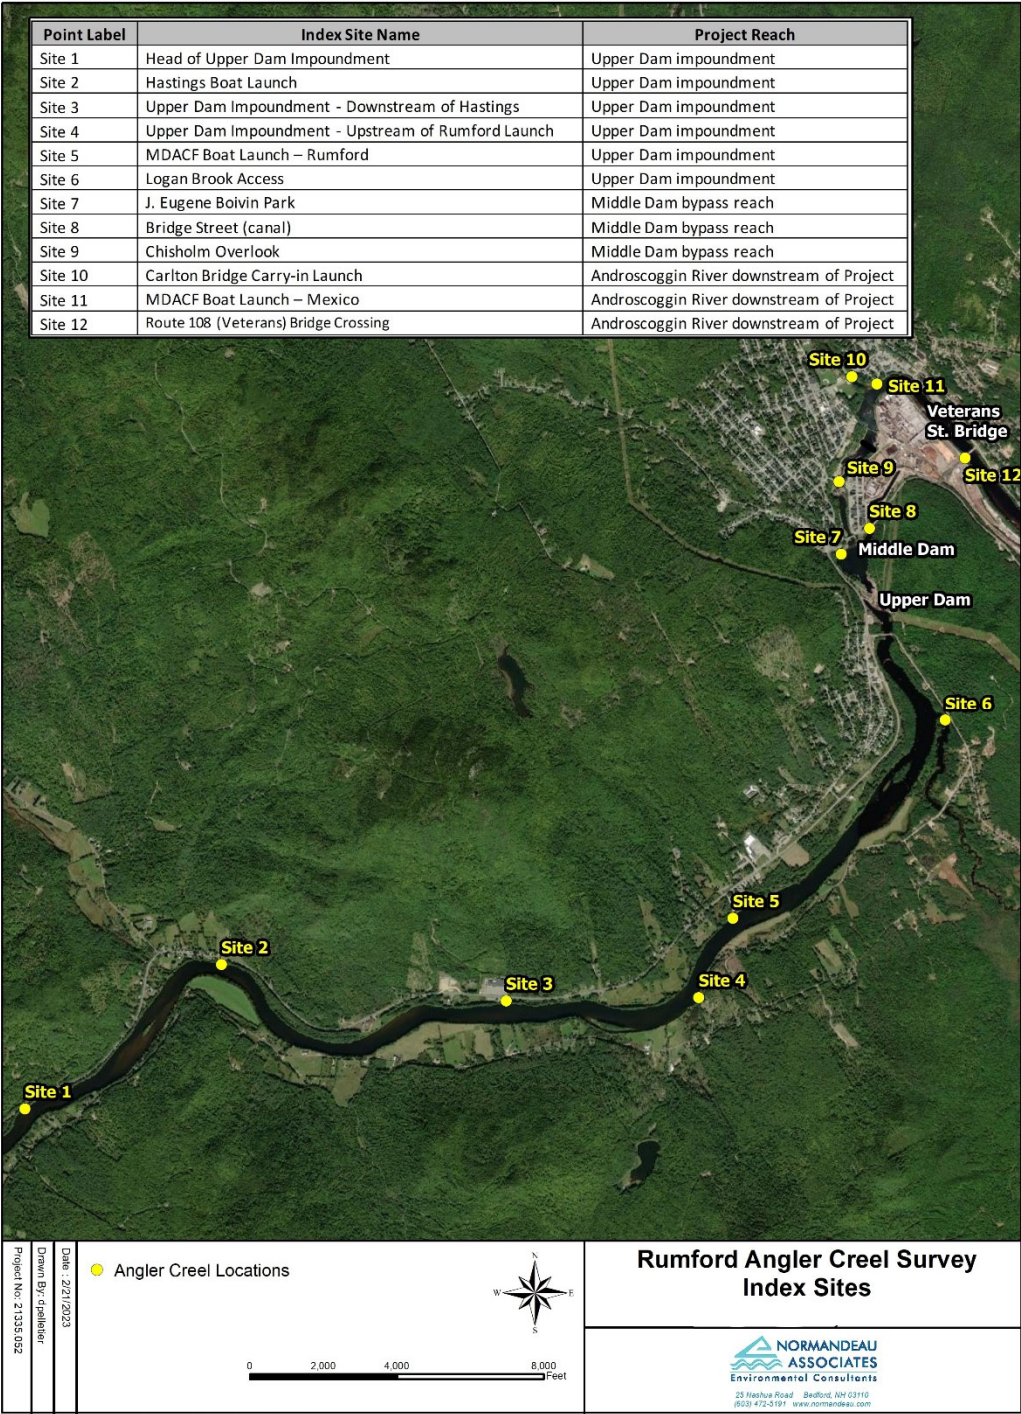 Point Label Index Site Name Project Reach
Site 1 Head of Upper Dam Impoundment Upper Dam impoundment
Site 2 Hastings Boat Launch Upper Dam impoundment
Site 3 Upper Dam Impoundment - Downstream of Hastings Upper Dam impoundment
Site 4 Upper Dam Impoundment - Upstream of Rumford Launch Upper Dam impoundment
Site 5 MDACF Boat Launch – Rumford Upper Dam impoundment
Site 6 Logan Brook Access Upper Dam impoundment
Site 7 J. Eugene Boivin Park Middle Dam bypass reach
Site 8 Bridge Street (canal) Middle Dam bypass reach
Site 9 Chisholm Overlook Middle Dam bypass reach
Site 10 Carlton Bridge Carry-in Launch Androscoggin River downstream of Project
Site 11 MDACF Boat Launch – Mexico Androscoggin River downstream of Project
Site 12 Route 108 (Veterans) Bridge Crossing Androscoggin River downstream of Project
Site 10
Site 11
Veterans
St. Bridge
Site 9
Site 12
Site 8
Site 7
Middle Dam
Upper Dam
Site 6
Site 5
Site 2
Site 3
Site 4
Site 1
Project No: 21335.052
Drawn By: dpelletier
Date : 2/21/2023
Angler Creel Locations
N
W E
S
0 2,000 4,000 8,000
Feet
Rumford Angler Creel Survey
Index Sites
NORMANDEAU
ASSOCIATES
Environmental Consultants
25 Nashua Road Bedford, NH 03110
(603) 472-5191 www.normandeau.com